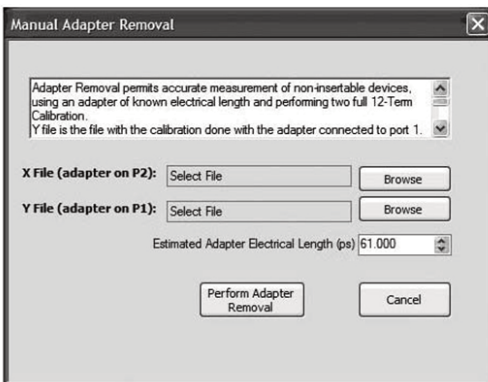 Manual Adapter Removal
Adapter Removal permits accurate measurement of non-insertable devices,
using an adapter of known electrical length and performing two full 12-Term
Calibration.
Y file is the file with the calibration done with the adapter connected to port 1.
X File (adapter on P2): Select File Browse
Y File (adapter on P1): Select File Browse
Estimated Adapter Electrical Length (ps) 61.000
Perform Adapter
Removal
Cancel